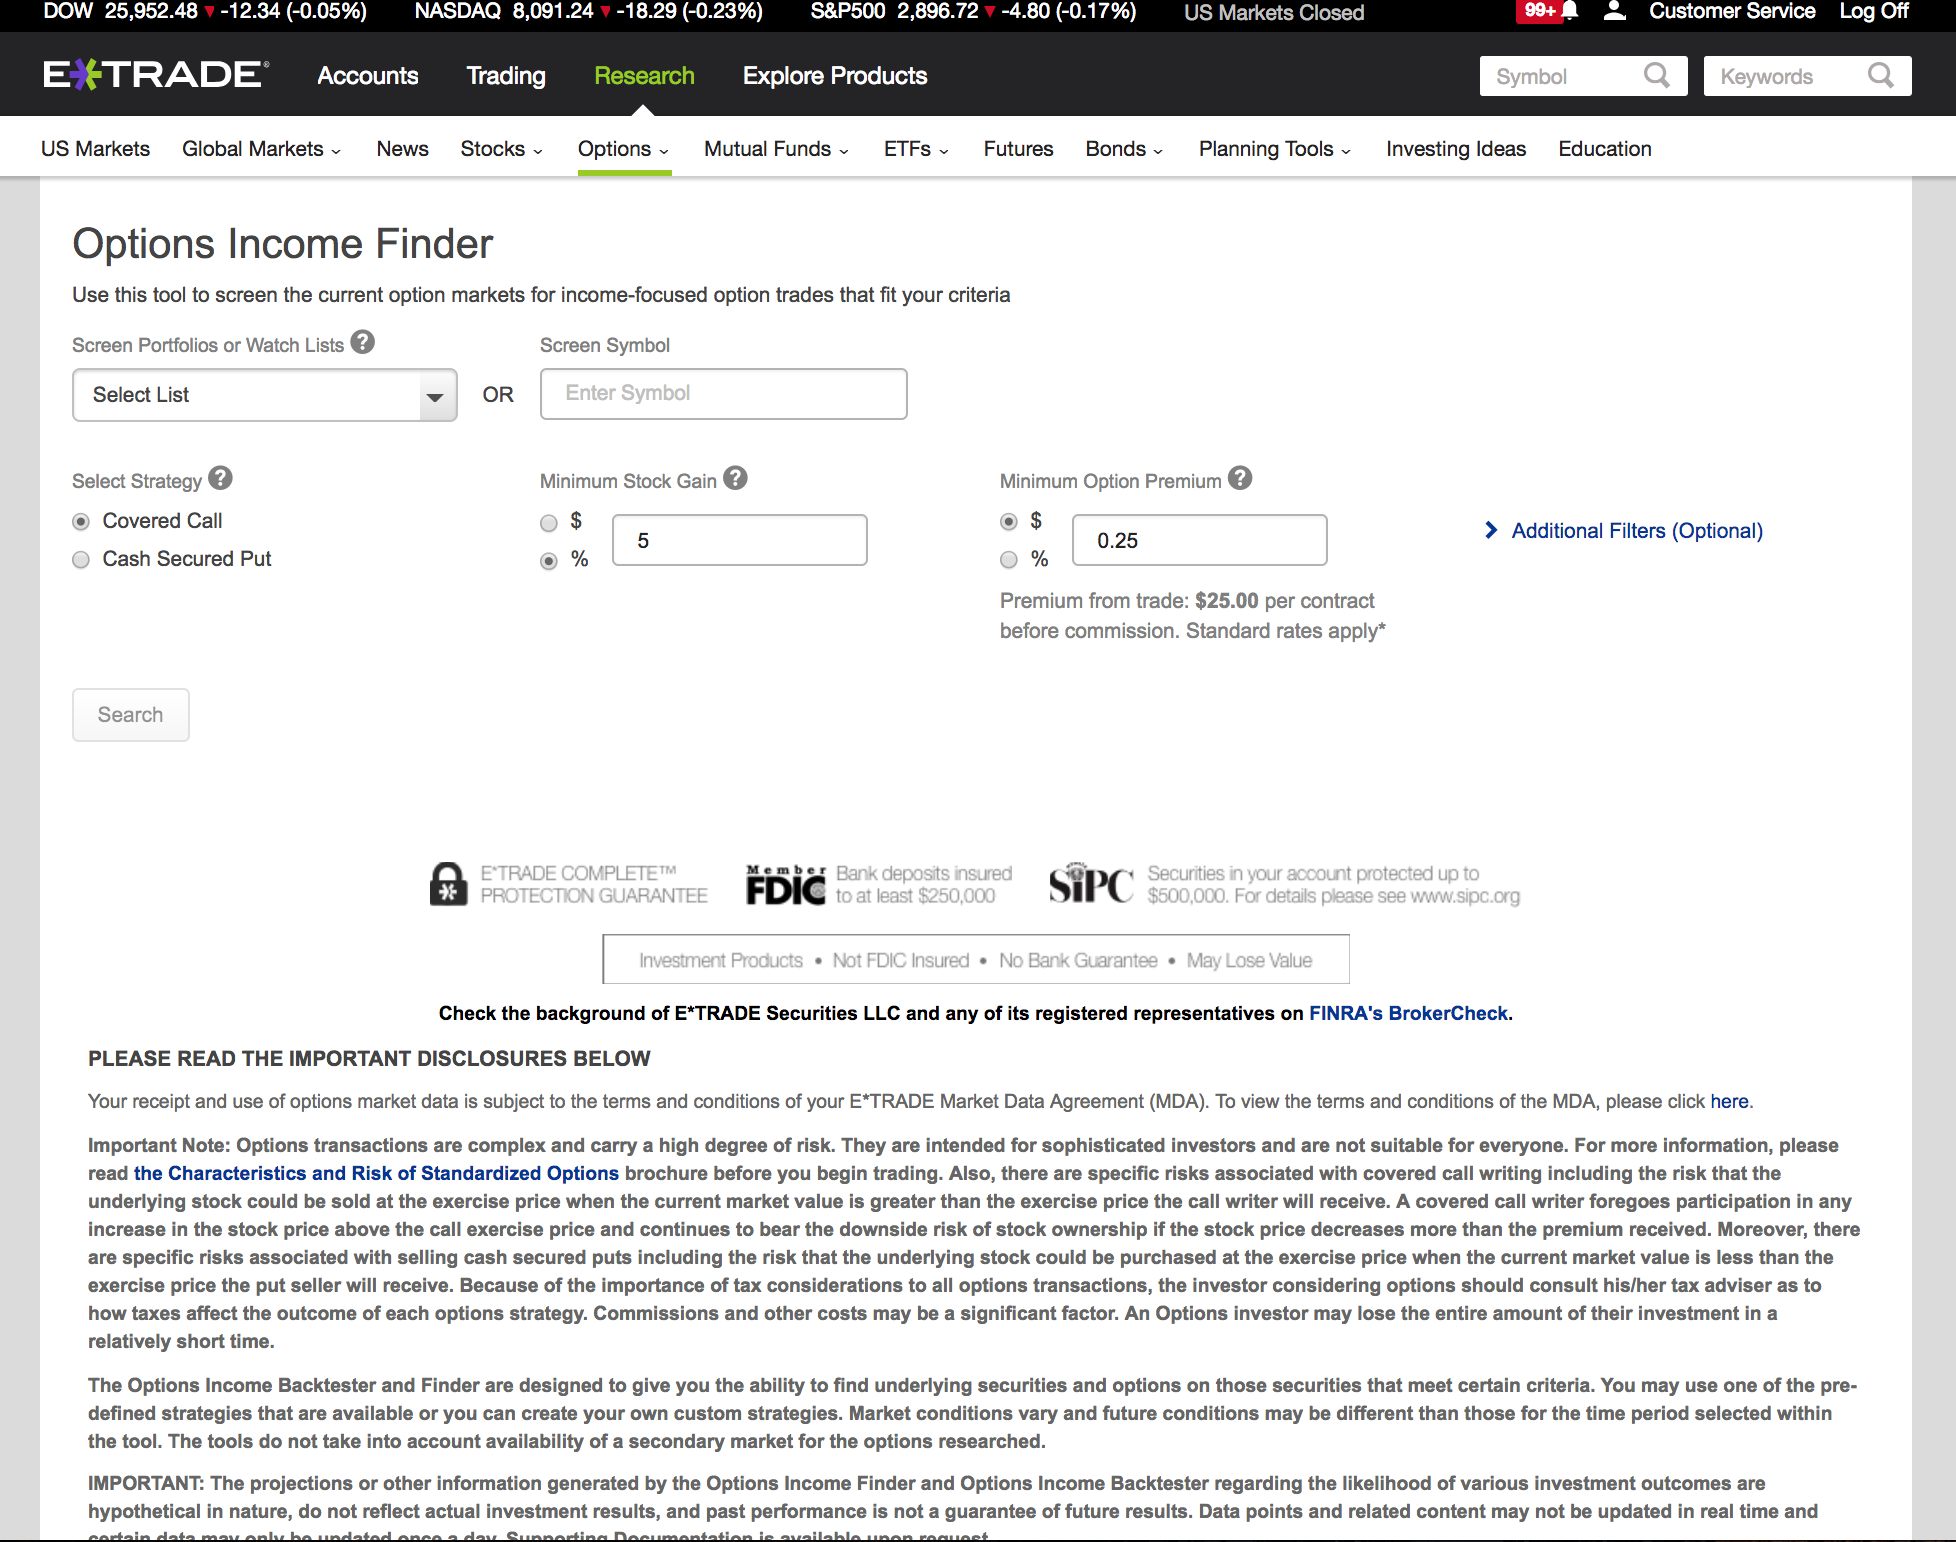 DOW 25,952.48 ▼ -12.34 (-0.05%) NASDAQ 8,091.24 ▼ -18.29 (-0.23%) S&P500 2,896.72 ▼ -4.80 (-0.17%) US Markets Closed 99+ Customer Service Log Off
E*TRADE® Accounts Trading Research Explore Products Symbol Keywords
US Markets Global Markets News Stocks Options Mutual Funds ETFs Futures Bonds Planning Tools Investing Ideas Education
Options Income Finder
Use this tool to screen the current option markets for income-focused option trades that fit your criteria
Screen Portfolios or Watch Lists ? Screen Symbol
Select List OR Enter Symbol
Select Strategy ? Minimum Stock Gain ? Minimum Option Premium ?
Covered Call $ 5 $ 0.25 Additional Filters (Optional)
Cash Secured Put % %
Premium from trade: $25.00 per contract
before commission. Standard rates apply*
Search
E*TRADE COMPLETE™ Member Bank deposits insured SiPC Securities in your account protected up to
PROTECTION GUARANTEE FDIC to at least $250,000 $500,000. For details please see www.sipc.org
Investment Products • Not FDIC Insured • No Bank Guarantee • May Lose Value
Check the background of E*TRADE Securities LLC and any of its registered representatives on FINRA's BrokerCheck.
PLEASE READ THE IMPORTANT DISCLOSURES BELOW
Your receipt and use of options market data is subject to the terms and conditions of your E*TRADE Market Data Agreement (MDA). To view the terms and conditions of the MDA, please click here.
Important Note: Options transactions are complex and carry a high degree of risk. They are intended for sophisticated investors and are not suitable for everyone. For more information, please
read the Characteristics and Risk of Standardized Options brochure before you begin trading. Also, there are specific risks associated with covered call writing including the risk that the
underlying stock could be sold at the exercise price when the current market value is greater than the exercise price the call writer will receive. A covered call writer foregoes participation in any
increase in the stock price above the call exercise price and continues to bear the downside risk of stock ownership if the stock price decreases more than the premium received. Moreover, there
are specific risks associated with selling cash secured puts including the risk that the underlying stock could be purchased at the exercise price when the current market value is less than the
exercise price the put seller will receive. Because of the importance of tax considerations to all options transactions, the investor considering options should consult his/her tax adviser as to
how taxes affect the outcome of each options strategy. Commissions and other costs may be a significant factor. An Options investor may lose the entire amount of their investment in a
relatively short time.
The Options Income Backtester and Finder are designed to give you the ability to find underlying securities and options on those securities that meet certain criteria. You may use one of the pre-
defined strategies that are available or you can create your own custom strategies. Market conditions vary and future conditions may be different than those for the time period selected within
the tool. The tools do not take into account availability of a secondary market for the options researched.
IMPORTANT: The projections or other information generated by the Options Income Finder and Options Income Backtester regarding the likelihood of various investment outcomes are
hypothetical in nature, do not reflect actual investment results, and past performance is not a guarantee of future results. Data points and related content may not be updated in real time and
certain data may only be updated once a day. Supporting Documentation is available upon request.